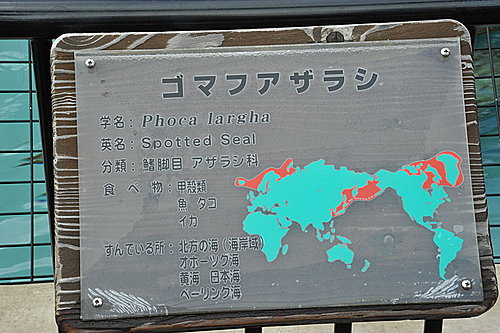 ゴマフアザラシ
学名：Phoca largha
英名：Spotted Seal
分類：鰭脚目 アザラシ科
食べ物：甲殻類
魚 タコ
イカ
すんでいる所：北方の海（海岸域）
オホーツク海
黄海 日本海
ベーリング海